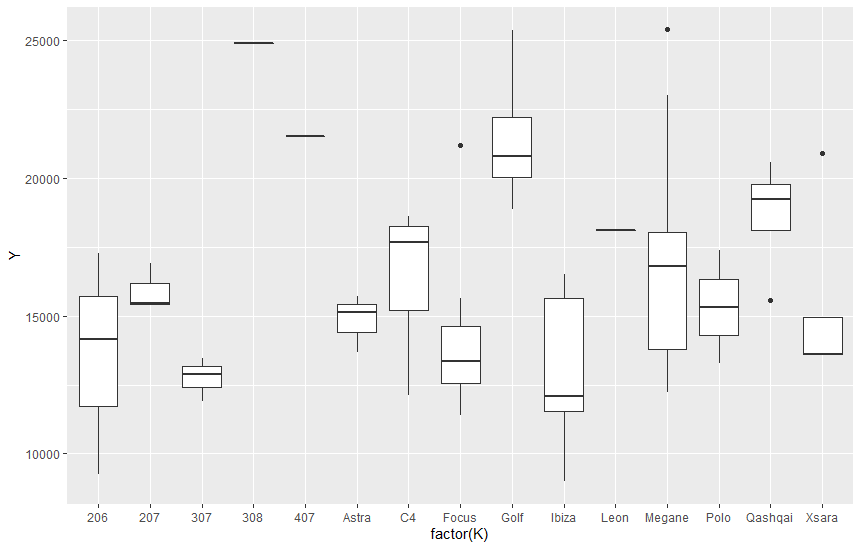 Y
25000
20000
15000
10000
206 207 307 308 407 Astra C4 Focus Golf Ibiza Leon Megane Polo Qashqai Xsara
factor(K)